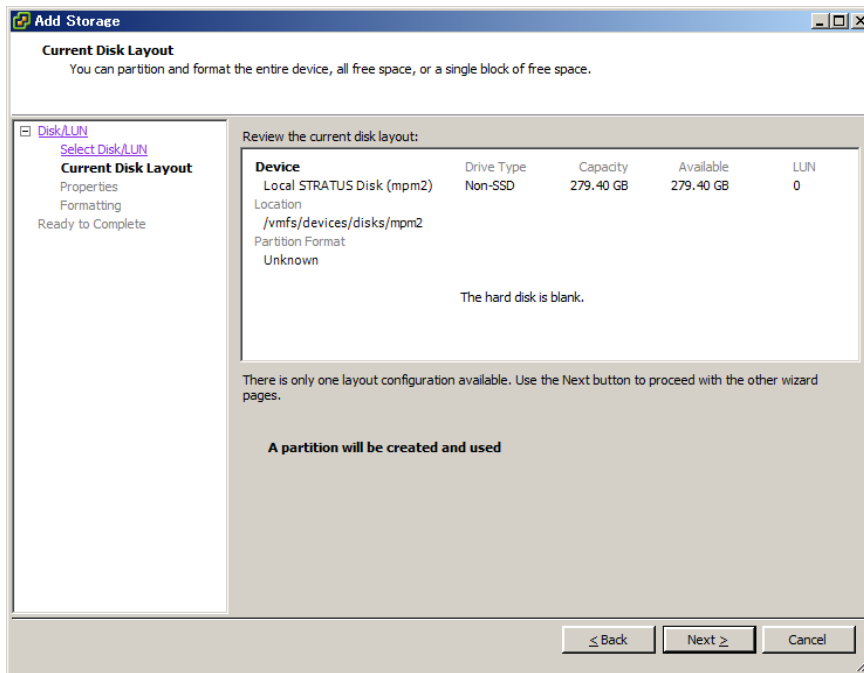 Add Storage
Current Disk Layout
You can partition and format the entire device, all free space, or a single block of free space.
Disk/LUN
Select Disk/LUN
Current Disk Layout
Properties
Formatting
Ready to Complete
Review the current disk layout:
Device Drive Type Capacity Available LUN
Local STRATUS Disk (mpm2) Non-SSD 279.40 GB 279.40 GB 0
Location
/vmfs/devices/disks/mpm2
Partition Format
Unknown
The hard disk is blank.
There is only one layout configuration available. Use the Next button to proceed with the other wizard
pages.
A partition will be created and used
< Back Next > Cancel